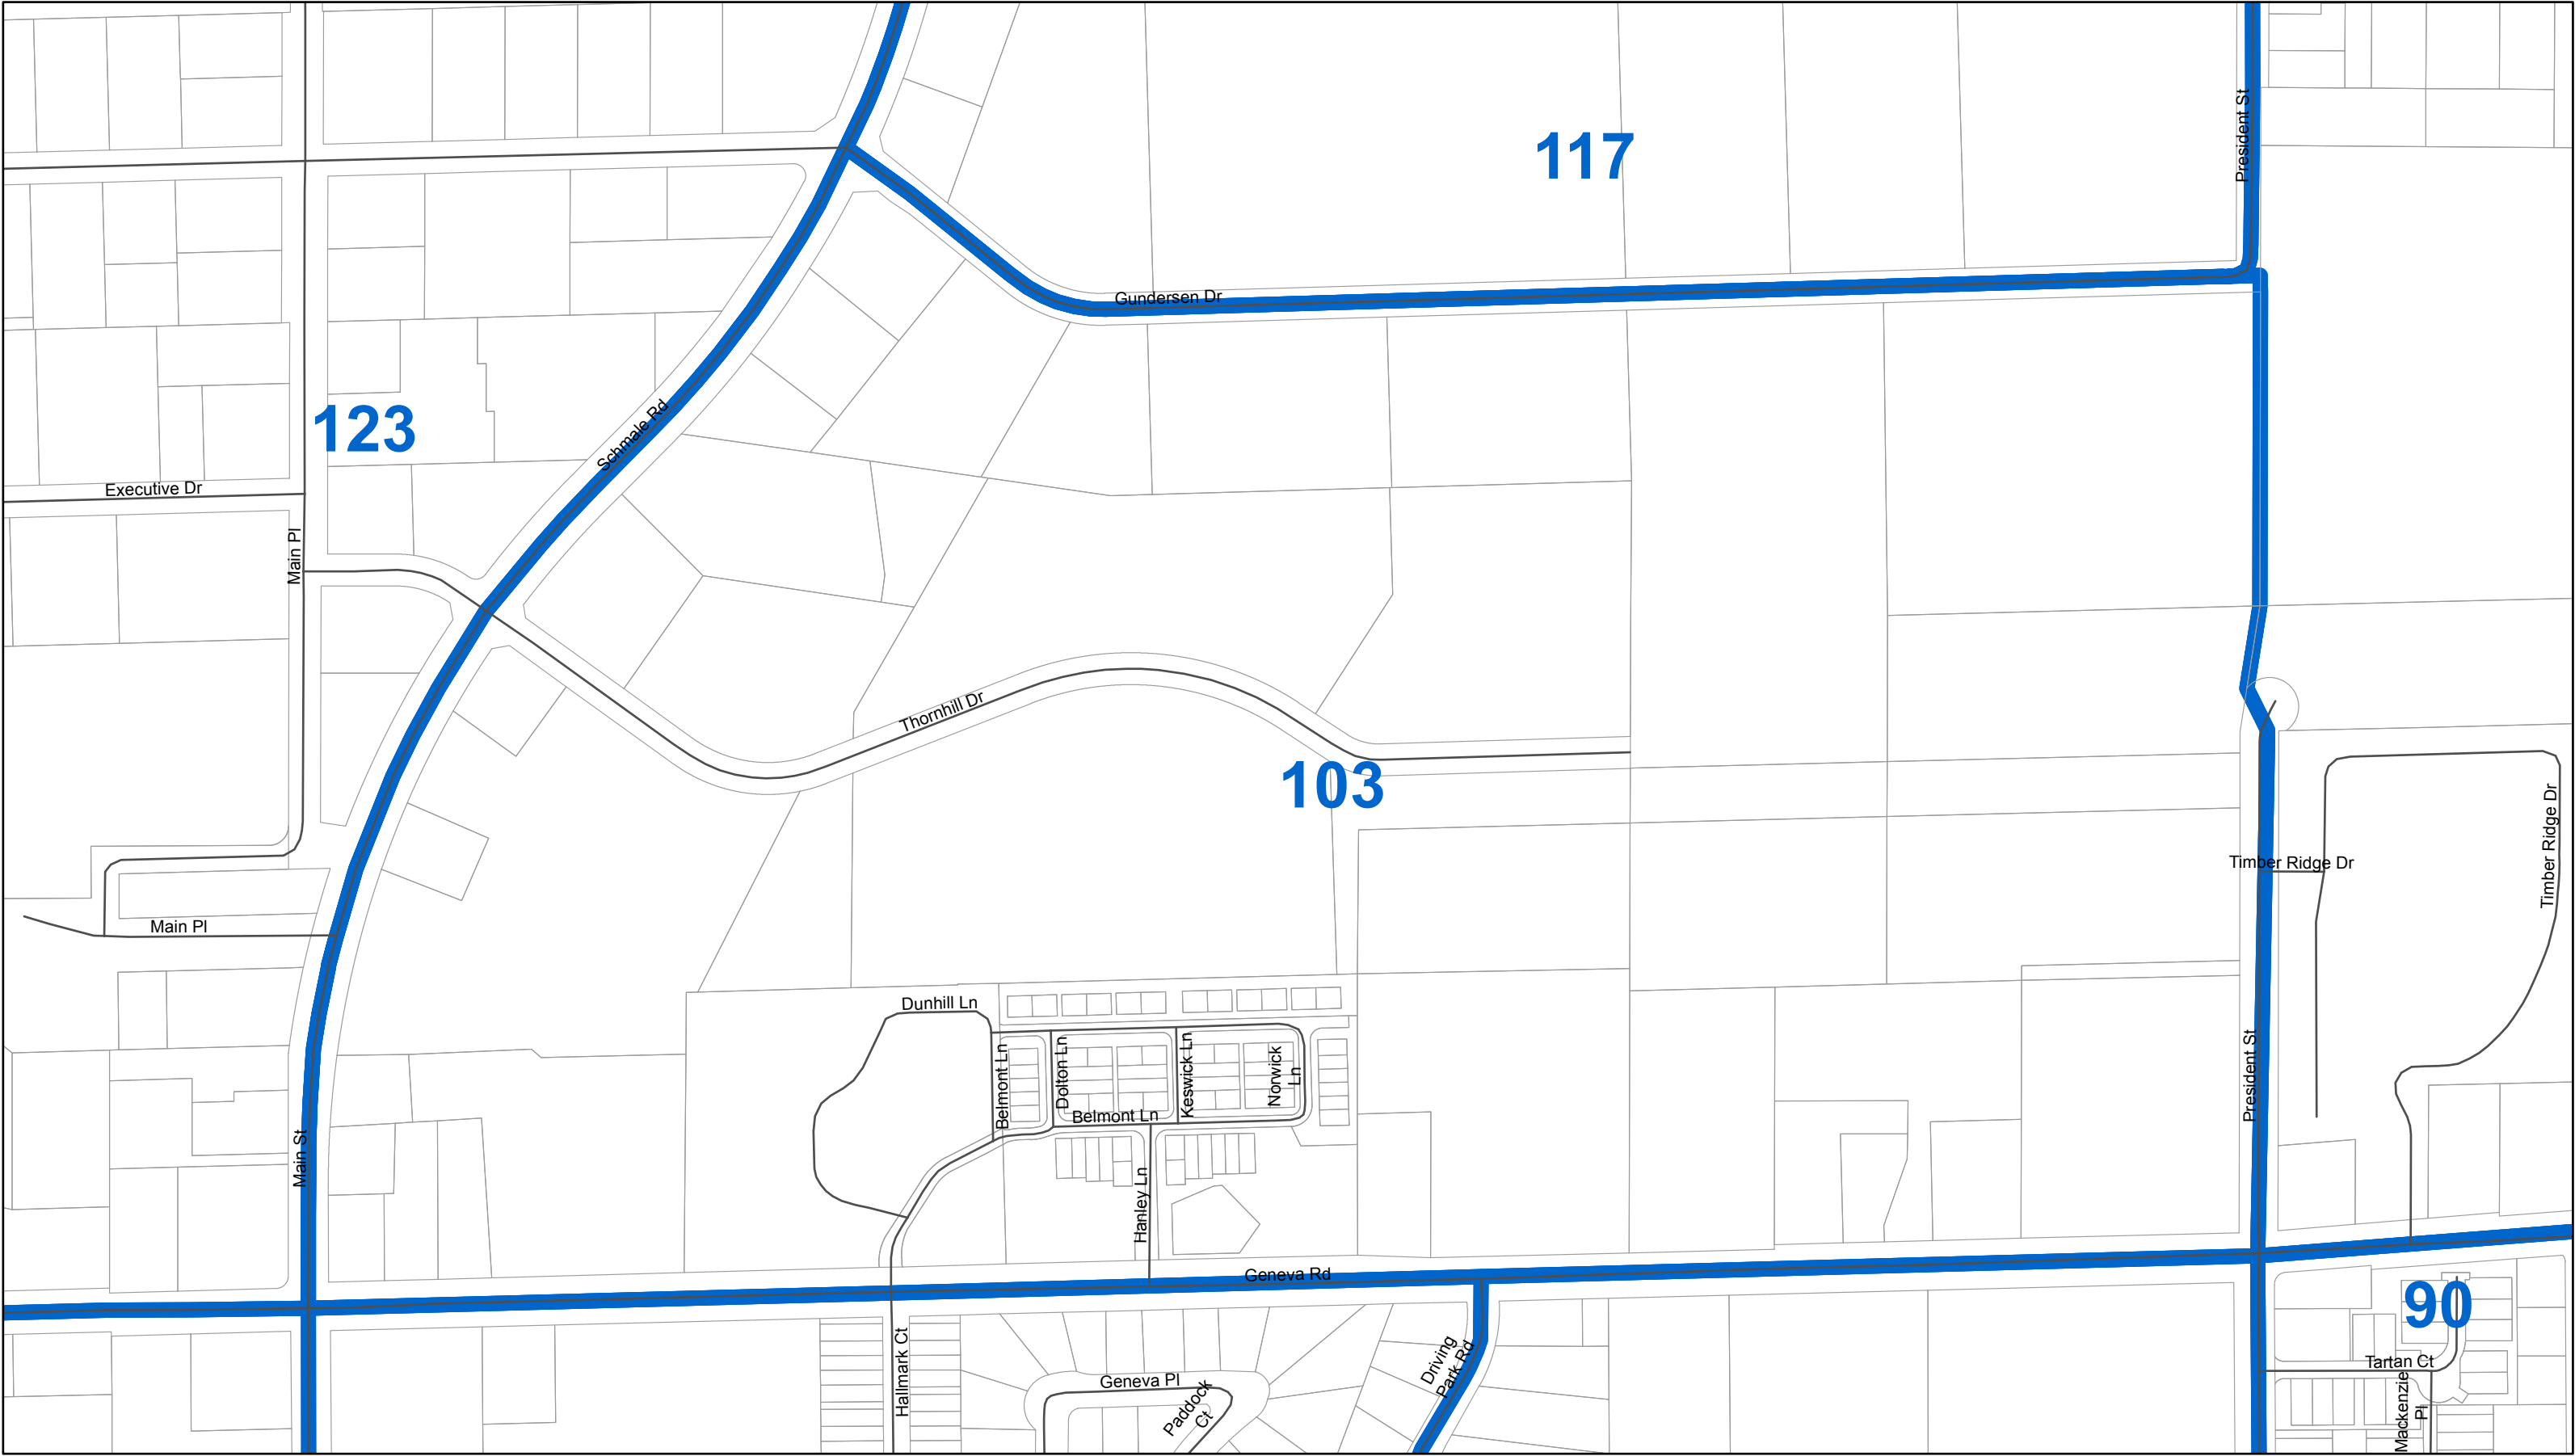 President St
117
Gundersen Dr
Schmale Rd
123
Executive Dr
Main Pl
Thornhill Dr
103
Timber Ridge Dr
Timber Ridge Dr
Main Pl
Dunhill Ln
Belmont Ln
Dolton Ln
Keswick Ln
Norwick
Ln
President St
Belmont Ln
Main St
Hanley Ln
Geneva Rd
90
Driving
Park Rd
Hallmark Ct
Geneva Pl
Paddock
Ct
Tartan Ct
Mackenzie
Pl